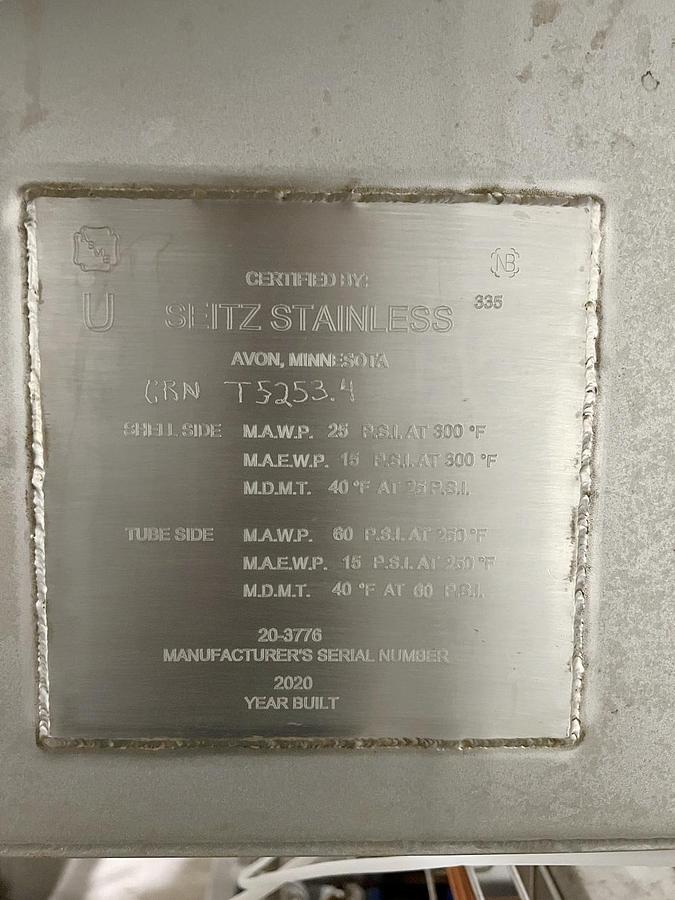 ASME
NB
CERTIFIED BY:
335
U SEITZ STAINLESS
AVON, MINNESOTA
CRN T5253.4
SHELL SIDE M.A.W.P. 25 P.S.I. AT 300 °F
M.A.E.W.P. 15 P.S.I. AT 300 °F
M.D.M.T. 40 °F AT 25 P.S.I.
TUBE SIDE M.A.W.P. 60 P.S.I. AT 250 °F
M.A.E.W.P. 15 P.S.I. AT 250 °F
M.D.M.T. 40 °F AT 60 P.S.I.
20-3776
MANUFACTURER'S SERIAL NUMBER
2020
YEAR BUILT